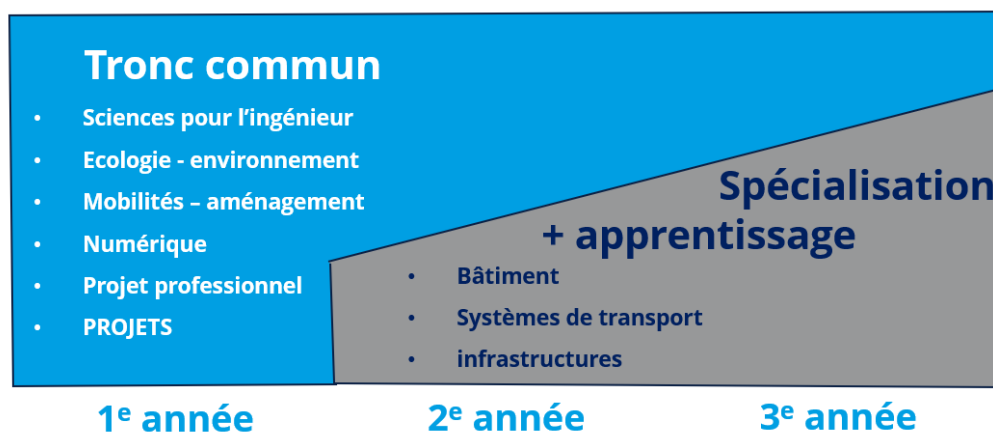 Tronc commun
• Sciences pour l'ingénieur
• Ecologie - environnement
• Mobilités – aménagement
• Numérique
• Projet professionnel
• PROJETS
Spécialisation
+ apprentissage
• Bâtiment
• Systèmes de transport
• infrastructures
1e année
2e année
3e année